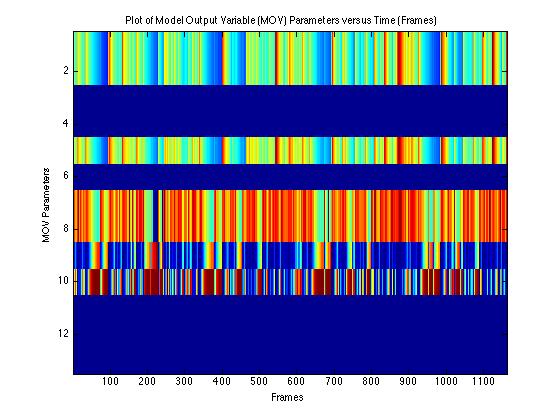 Plot of Model Output Variable (MOV) Parameters versus Time (Frames)
MOV Parameters
2
4
6
8
10
12
100 200 300 400 500 600 700 800 900 1000 1100
Frames